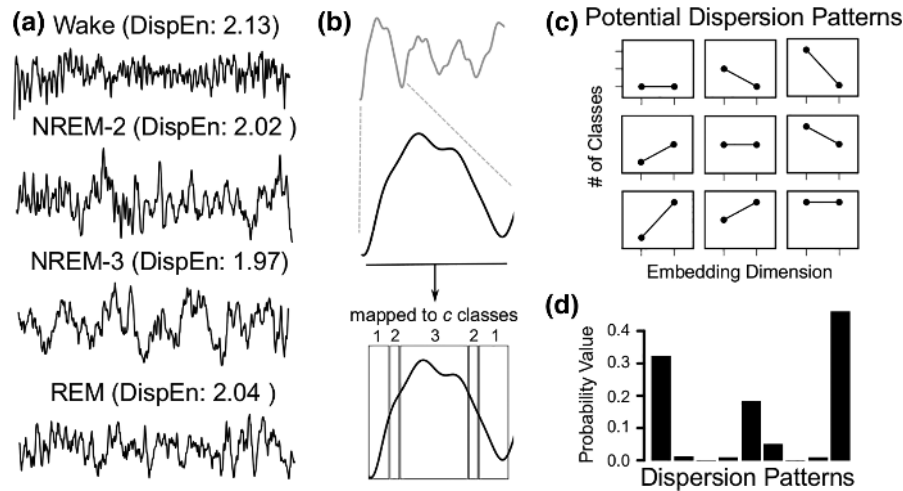 (a)
Wake (DispEn: 2.13)
NREM-2 (DispEn: 2.02 )
NREM-3 (DispEn: 1.97)
REM (DispEn: 2.04 )
(b)
mapped to c classes
1 2 3 2 1
(c)
Potential Dispersion Patterns
# of Classes
Embedding Dimension
(d)
Probability Value
0.4
0.3
0.2
0.1
0.0
Dispersion Patterns